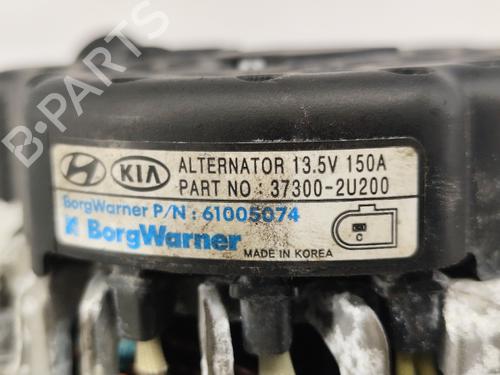 B-PARTS
KIA
ALTERNATOR 13.5V 150A
PART NO : 37300-2U200
BorgWarner P/N : 61005074
BorgWarner
C
MADE IN KOREA